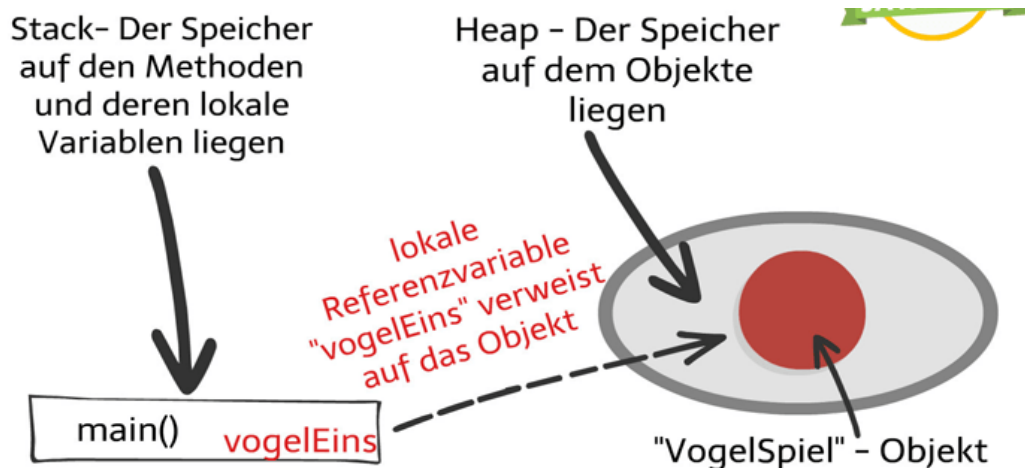 Stack– Der Speicher
auf den Methoden
und deren lokale
Variablen liegen
Heap – Der Speicher
auf dem Objekte
liegen
lokale
Referenzvariable
"vogelEins" verweist
auf das Objekt
main()
vogelEins
"VogelSpiel" – Objekt